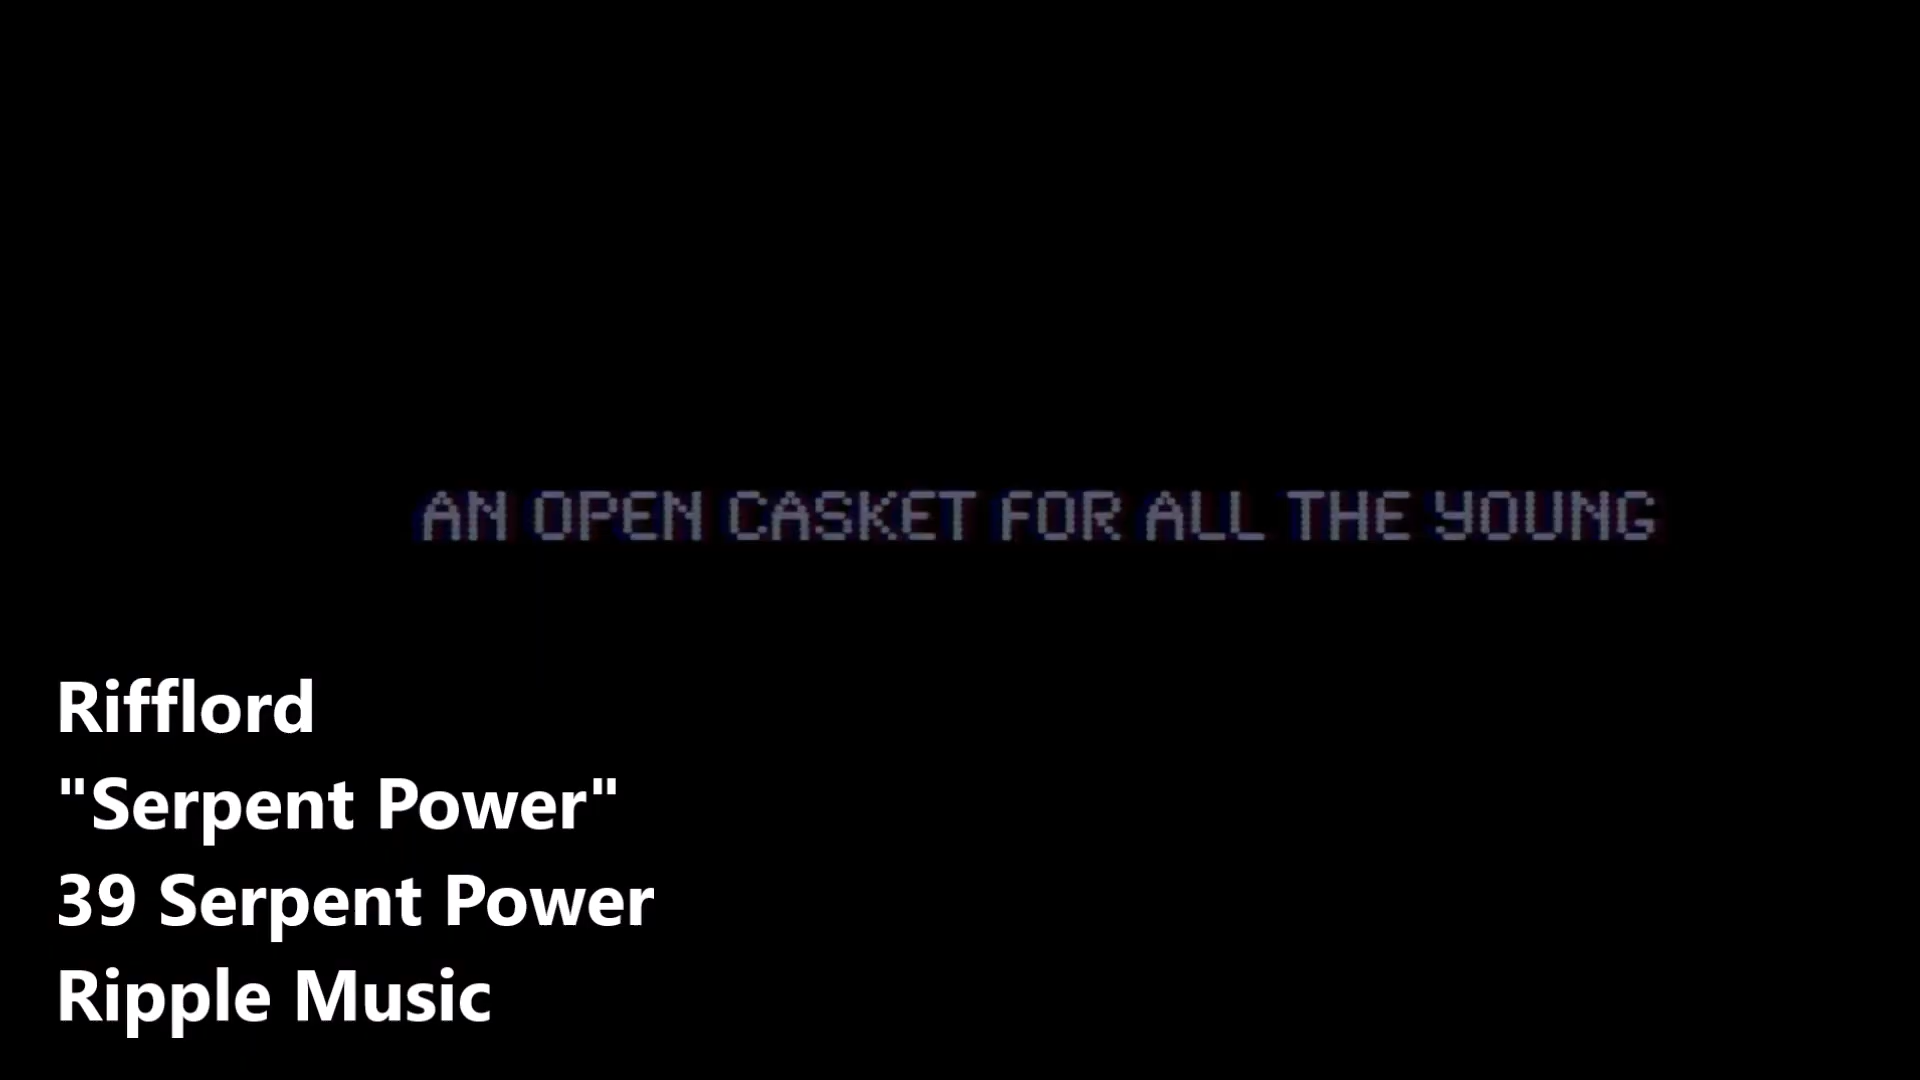 AN OPEN CASKET FOR ALL THE YOUNG
Rifflord
"Serpent Power"
39 Serpent Power
Ripple Music